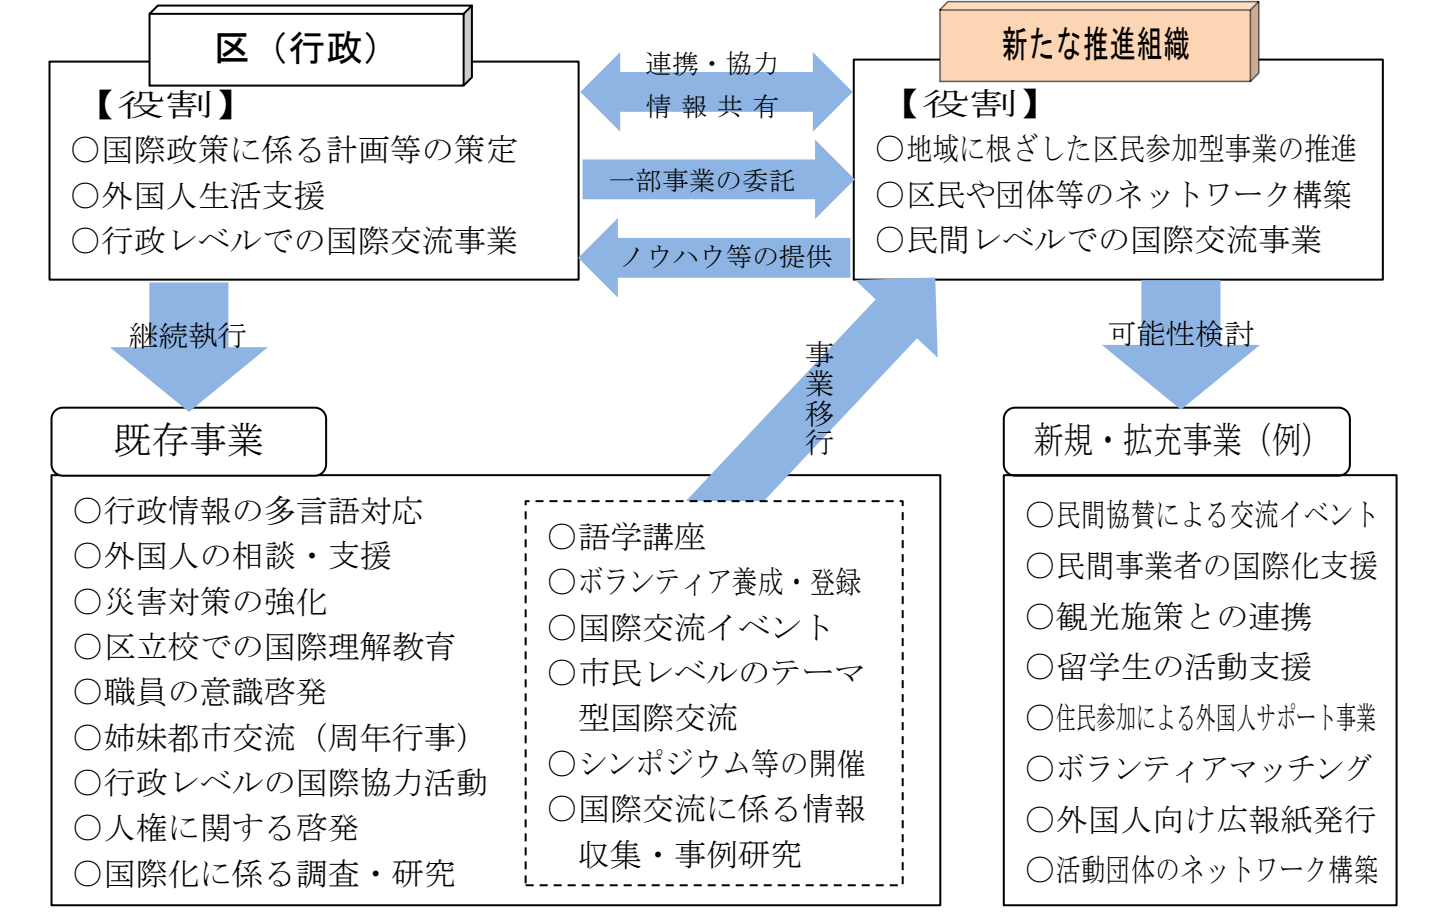 区（行政）
【役割】
○国際政策に係る計画等の策定
○外国人生活支援
○行政レベルでの国際交流事業
連携・協力
情報共有
一部事業の委託
ノウハウ等の提供
新たな推進組織
【役割】
○地域に根ざした区民参加型事業の推進
○区民や団体等のネットワーク構築
○民間レベルでの国際交流事業
継続執行
事業移行
可能性検討
既存事業
○行政情報の多言語対応
○外国人の相談・支援
○災害対策の強化
○区立校での国際理解教育
○職員の意識啓発
○姉妹都市交流（周年行事）
○行政レベルの国際協力活動
○人権に関する啓発
○国際化に係る調査・研究
○語学講座
○ボランティア養成・登録
○国際交流イベント
○市民レベルのテーマ
型国際交流
○シンポジウム等の開催
○国際交流に係る情報
収集・事例研究
新規・拡充事業（例）
○民間協賛による交流イベント
○民間事業者の国際化支援
○観光施策との連携
○留学生の活動支援
○住民参加による外国人サポート事業
○ボランティアマッチング
○外国人向け広報紙発行
○活動団体のネットワーク構築